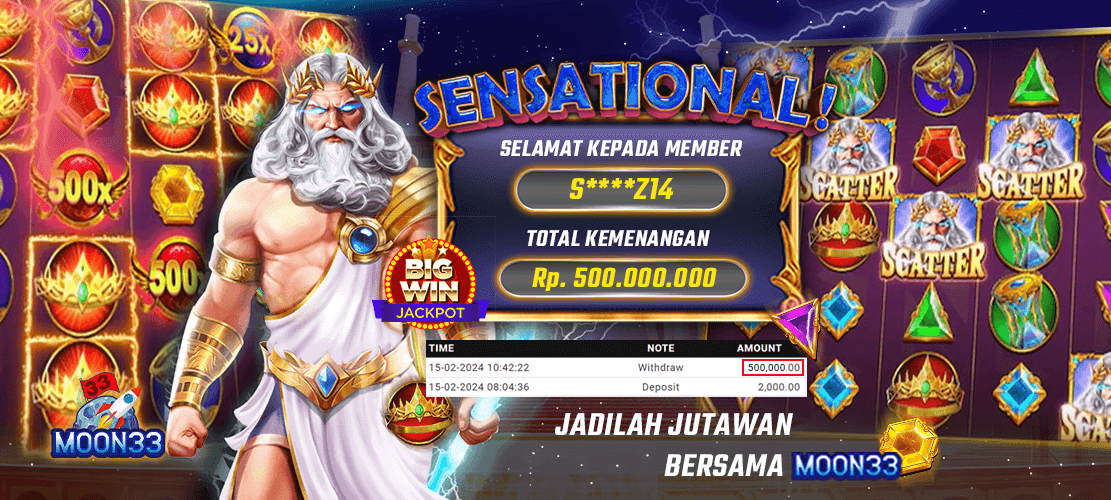 25x
500x
500
SENSATIONAL!
SELAMAT KEPADA MEMBER
S****Z14
TOTAL KEMENANGAN
Rp. 500.000.000
BIG
WIN
JACKPOT
SCATTER
SCATTER
SCATTER
TIME NOTE AMOUNT
15-02-2024 10:42:22 Withdraw 500,000.00
15-02-2024 08:04:36 Deposit 2,000.00
33
MOON33
JADILAH JUTAWAN
BERSAMA MOON33